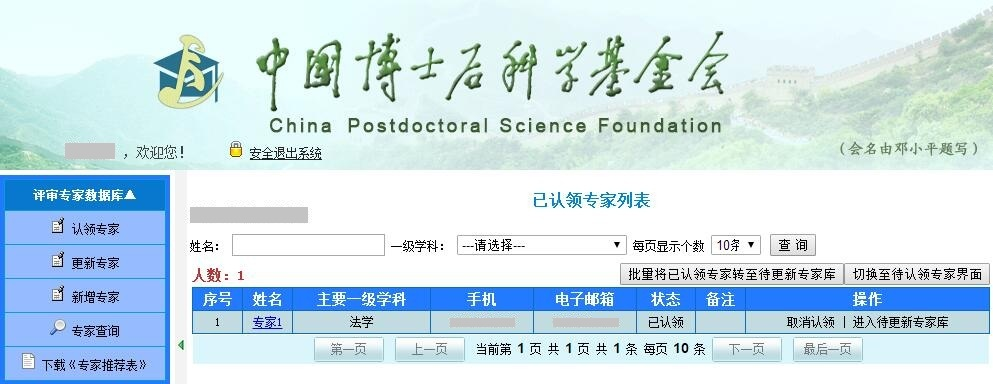 中国博士后科学基金会
China Postdoctoral Science Foundation
，欢迎您！ 安全退出系统
（会名由邓小平题写）
评审专家数据库▲
认领专家
更新专家
新增专家
专家查询
下载《专家推荐表》
已认领专家列表
姓名： 一级学科： ---请选择--- 每页显示个数 10条 查 询
人数：1 批量将已认领专家转至待更新专家库 切换至待认领专家界面
序号 姓名 主要一级学科 手机 电子邮箱 状态 备注 操作
1 专家1 法学 已认领 取消认领 | 进入待更新专家库
第一页 上一页 当前第 1 页 共 1 页 共 1 条 每页 10 条 下一页 最后一页